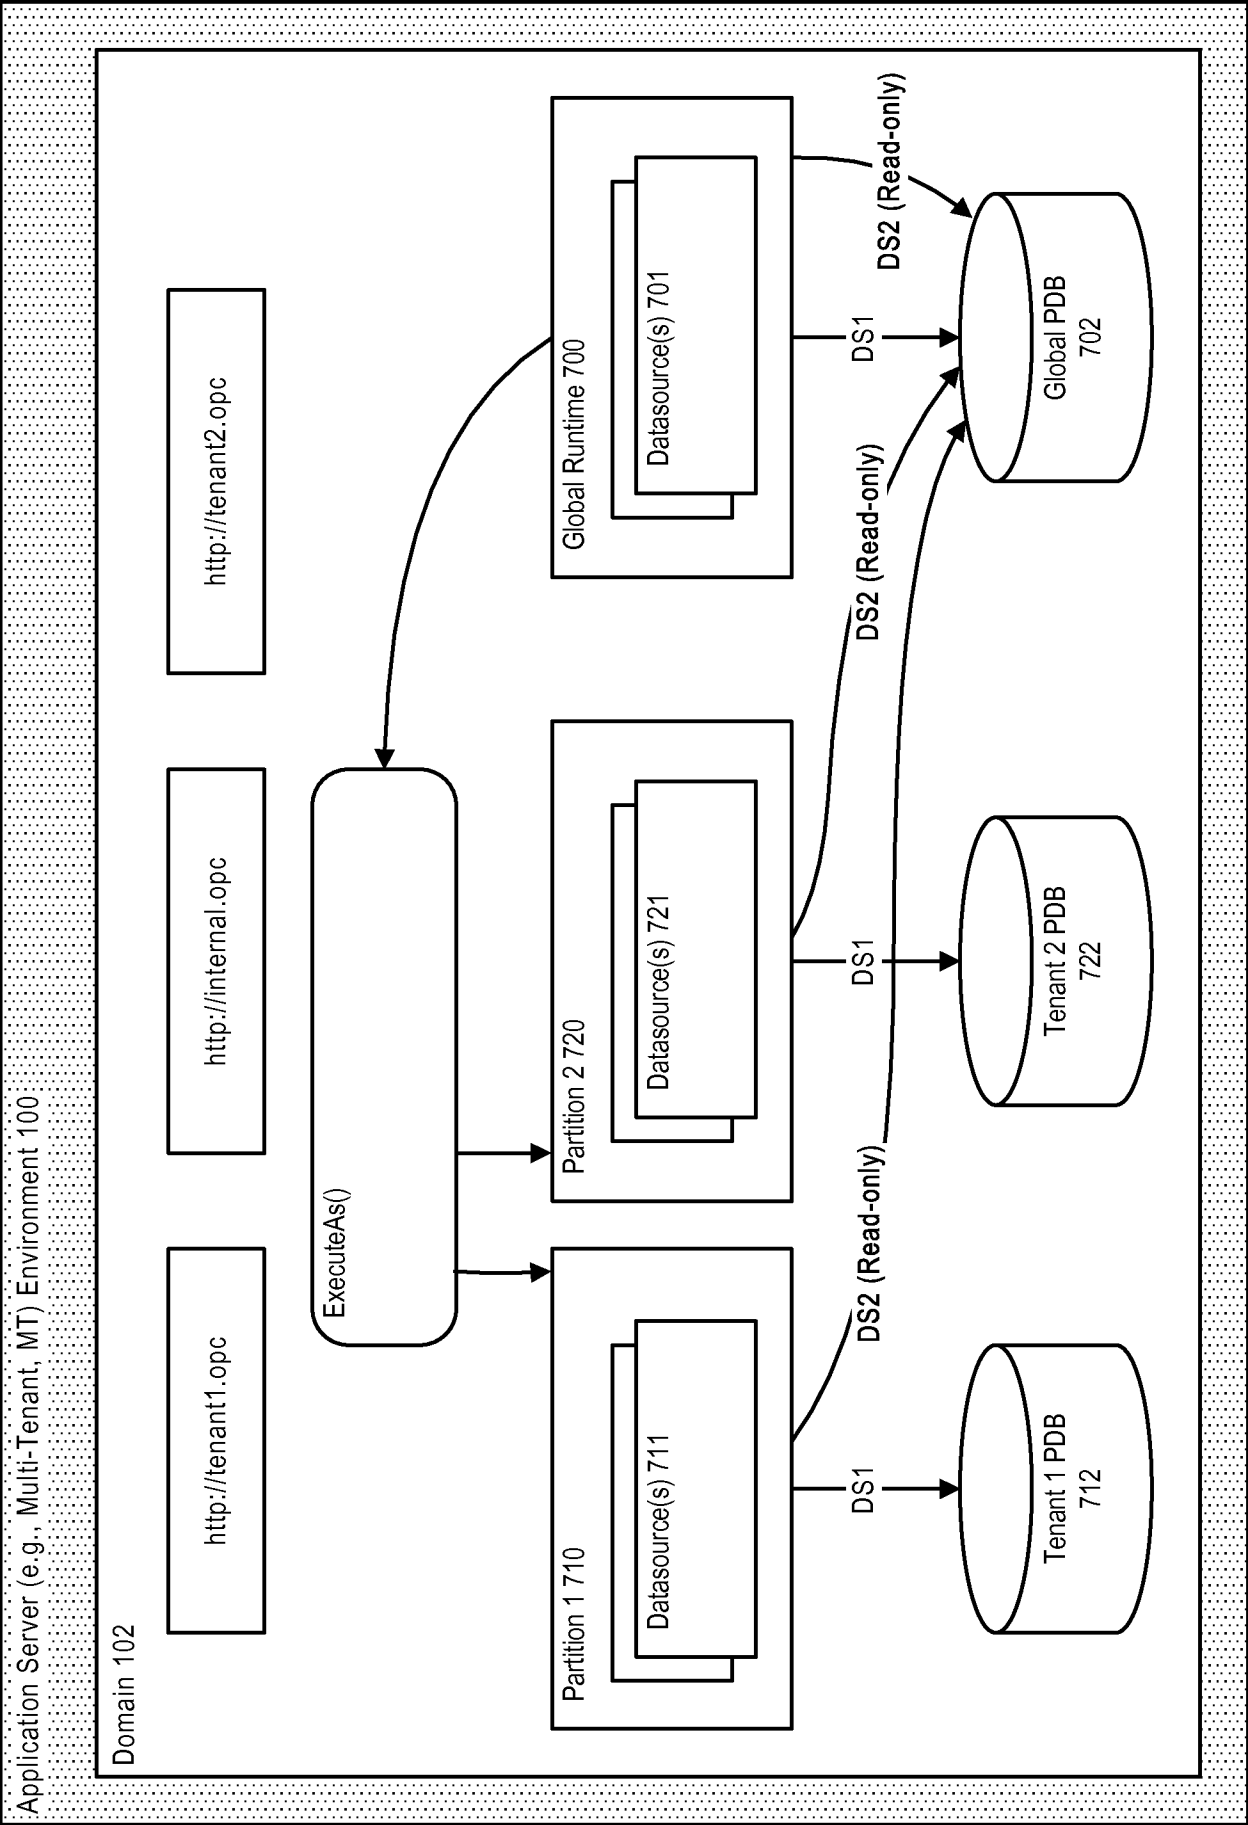 Application Server (e.g., Multi-Tenant, MT) Environment 100
Domain 102
http://tenant1.opc
http://internal.opc
http://tenant2.opc
ExecuteAs()
Partition 1 710
Datasource(s) 711
Partition 2 720
Datasource(s) 721
Global Runtime 700
Datasource(s) 701
DS1
DS2 (Read-only)
DS1
DS2 (Read-only)
DS1
DS2 (Read-only)
Tenant 1 PDB
712
Tenant 2 PDB
722
Global PDB
702